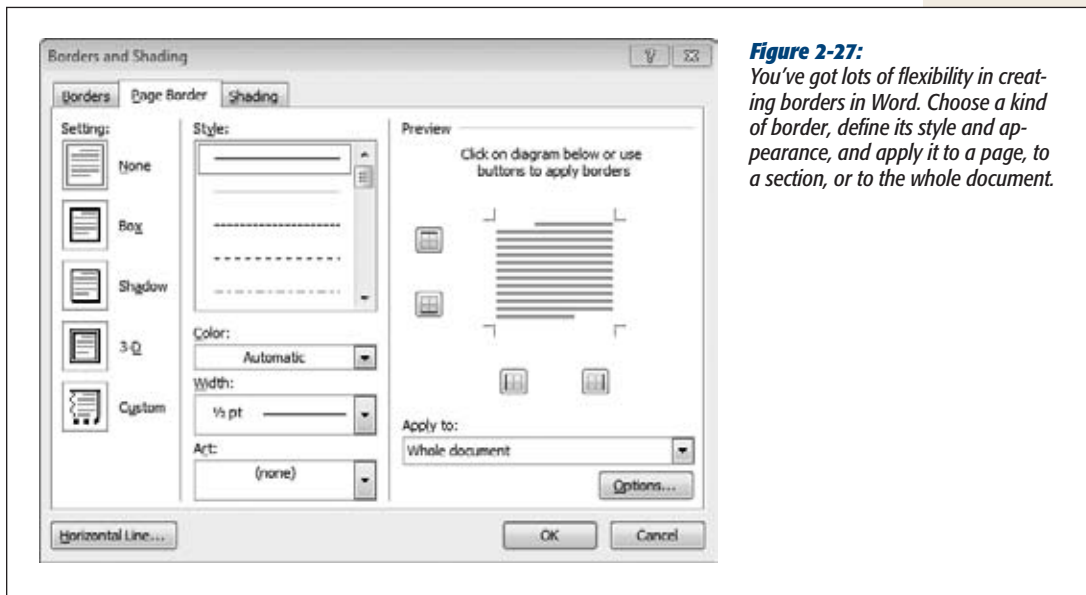 Borders and Shading
Borders Page Border Shading
Setting:
None
Box
Shadow
3-D
Custom
Style:
Color:
Automatic
Width:
½ pt
Art:
(none)
Preview
Click on diagram below or use
buttons to apply borders
Apply to:
Whole document
Options...
Horizontal Line...
OK
Cancel
Figure 2-27:
You've got lots of flexibility in creat-
ing borders in Word. Choose a kind
of border, define its style and ap-
pearance, and apply it to a page, to
a section, or to the whole document.